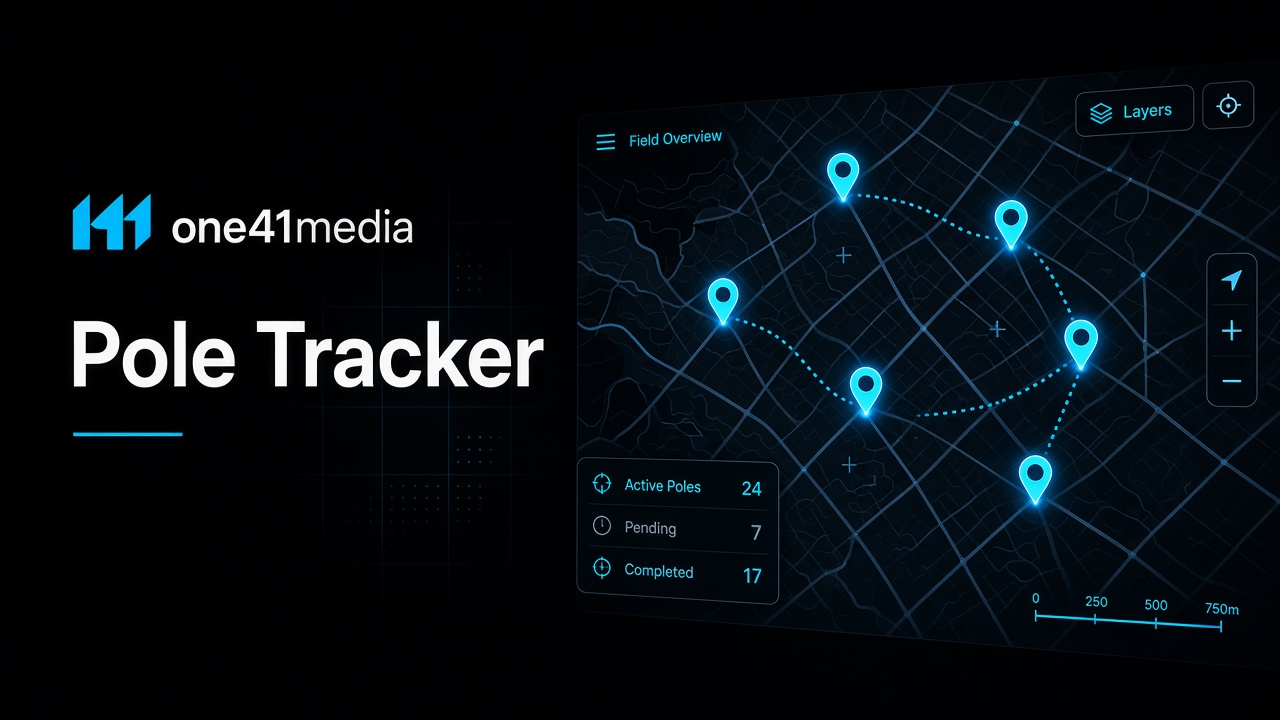 one41media
Pole Tracker
Field Overview
Layers
Active Poles 24
Pending 7
Completed 17
0 250 500 750m